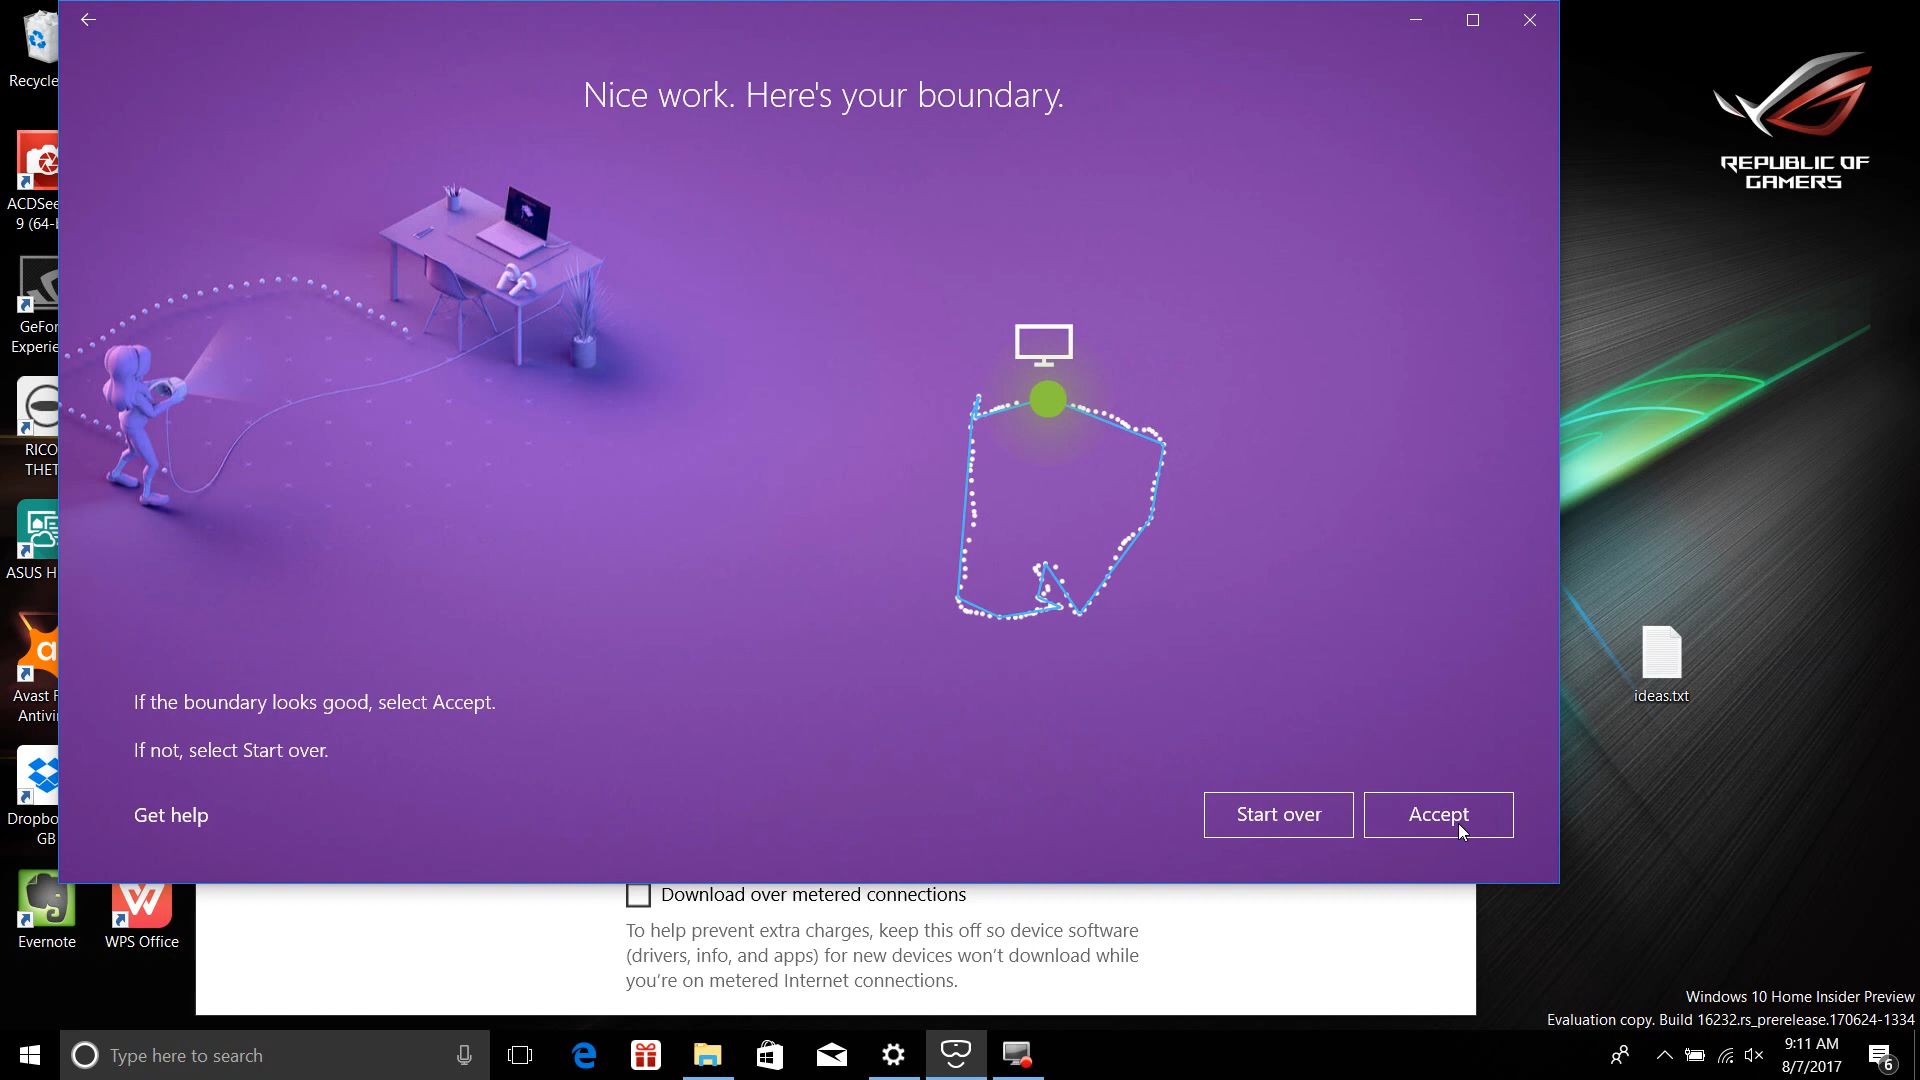 Nice work. Here's your boundary.
If the boundary looks good, select Accept.
If not, select Start over.
Get help
Start over
Accept
Recycle
ACDSee
9 (64-
GeFor
Experie
RICO
THET
ASUS H
Avast F
Antivi
Dropbo
GB
Evernote
WPS Office
REPUBLIC OF
GAMERS
ideas.txt
Download over metered connections
To help prevent extra charges, keep this off so device software
(drivers, info, and apps) for new devices won't download while
you're on metered Internet connections.
Windows 10 Home Insider Preview
Evaluation copy. Build 16232.rs_prerelease.170624-1334
Type here to search
9:11 AM
8/7/2017
6